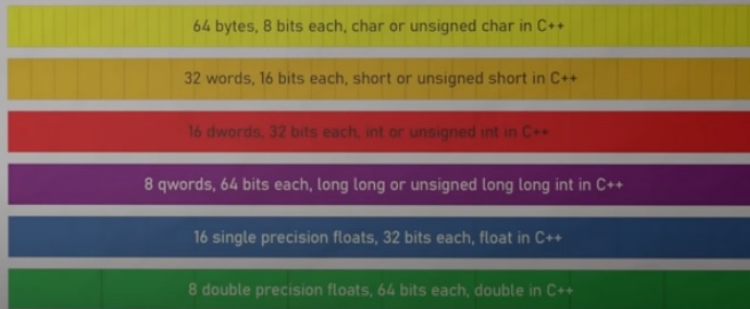 64 bytes, 8 bits each, char or unsigned char in C++
32 words, 16 bits each, short or unsigned short in C++
16 dwords, 32 bits each, int or unsigned int in C++
8 qwords, 64 bits each, long long or unsigned long long int in C++
16 single precision floats, 32 bits each, float in C++
8 double precision floats, 64 bits each, double in C++